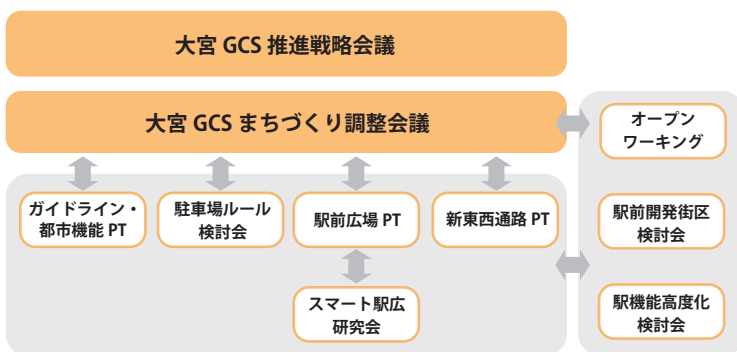 大宮 GCS 推進戦略会議
大宮 GCS まちづくり調整会議
オープン
ワーキング
ガイドライン・
都市機能 PT
駐車場ルール
検討会
駅前広場 PT
新東西通路 PT
駅前開発街区
検討会
スマート駅広
研究会
駅機能高度化
検討会